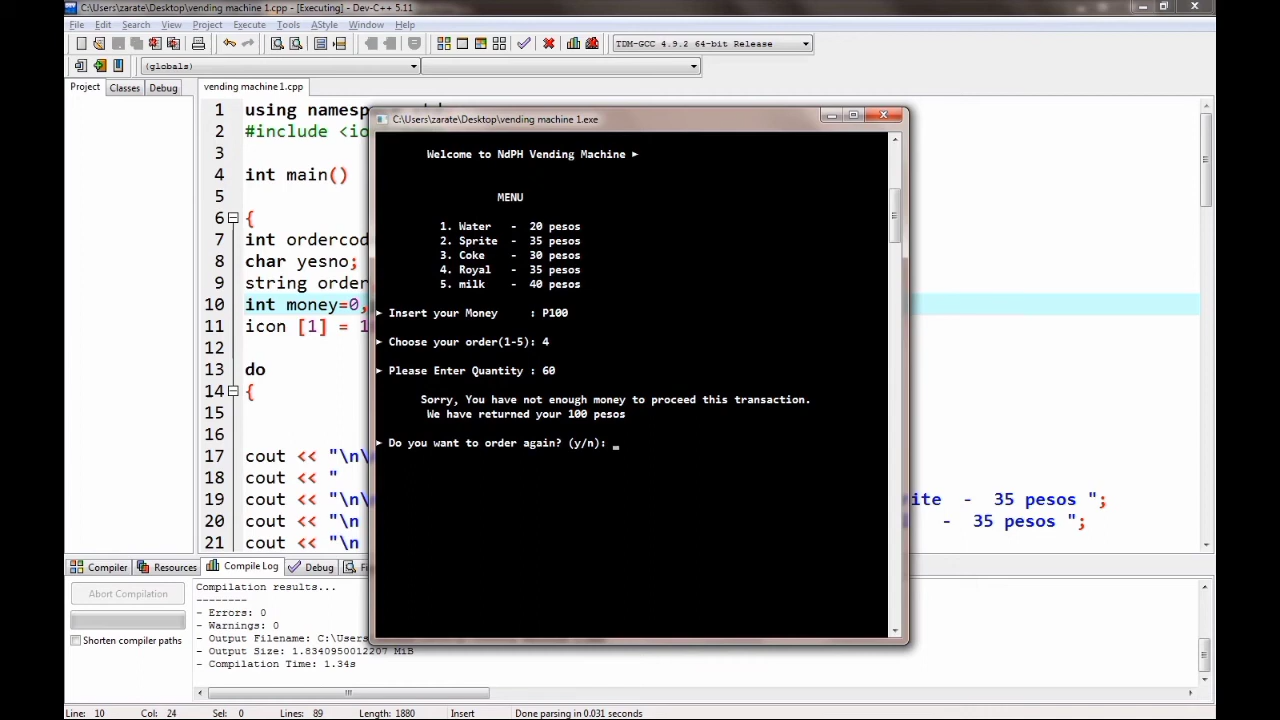 C:\Users\zarate\Desktop\vending machine 1.cpp - [Executing] - Dev-C++ 5.11
File Edit Search View Project Execute Tools AStyle Window Help
TDM-GCC 4.9.2 64-bit Release
(globals)
Project Classes Debug
vending machine 1.cpp
1 using namesp
2 #include <io
3
4 int main()
5
6 {
7 int ordercod
8 char yesno;
9 string order
10 int money=0,
11 icon [1] = 1
12
13 do
14 {
15
16
17 cout << "\n\
18 cout << "
19 cout << "\n\ ite - 35 pesos ";
20 cout << "\n - 35 pesos ";
21 cout << "\n
C:\Users\zarate\Desktop\vending machine 1.exe
Welcome to NdPH Vending Machine ►
MENU
1. Water - 20 pesos
2. Sprite - 35 pesos
3. Coke - 30 pesos
4. Royal - 35 pesos
5. milk - 40 pesos
► Insert your Money : P100
► Choose your order(1-5): 4
► Please Enter Quantity : 60
Sorry, You have not enough money to proceed this transaction.
We have returned your 100 pesos
► Do you want to order again? (y/n): _
Compiler Resources Compile Log Debug Fi
Abort Compilation
Shorten compiler paths
Compilation results...
--------
- Errors: 0
- Warnings: 0
- Output Filename: C:\Users
- Output Size: 1.8340950012207 MiB
- Compilation Time: 1.34s
Line: 10 Col: 24 Sel: 0 Lines: 89 Length: 1880 Insert Done parsing in 0.031 seconds